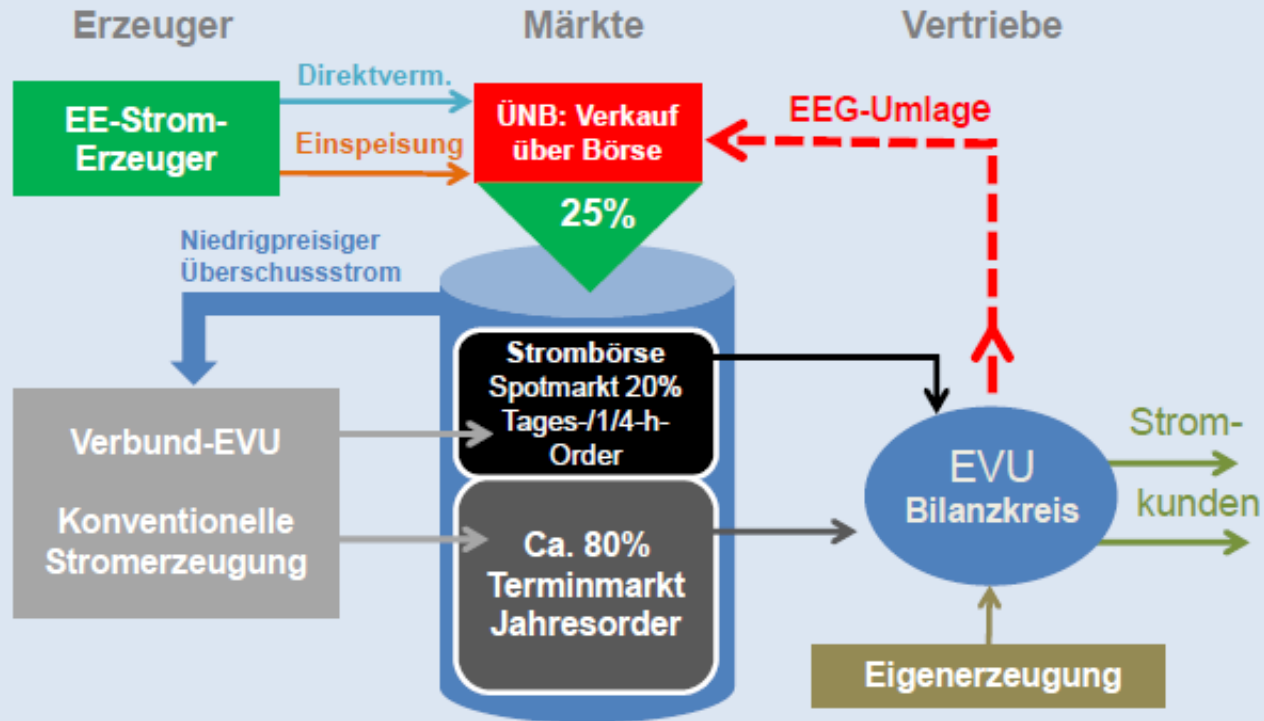 Erzeuger
Märkte
Vertriebe
EE-Strom-
Erzeuger
Direktverm.
Einspeisung
ÜNB: Verkauf
über Börse
EEG-Umlage
25%
Niedrigpreisiger
Überschussstrom
Strombörse
Spotmarkt 20%
Tages-/1/4-h-
Order
Verbund-EVU
Konventionelle
Stromerzeugung
Ca. 80%
Terminmarkt
Jahresorder
EVU
Bilanzkreis
Strom-
kunden
Eigenerzeugung